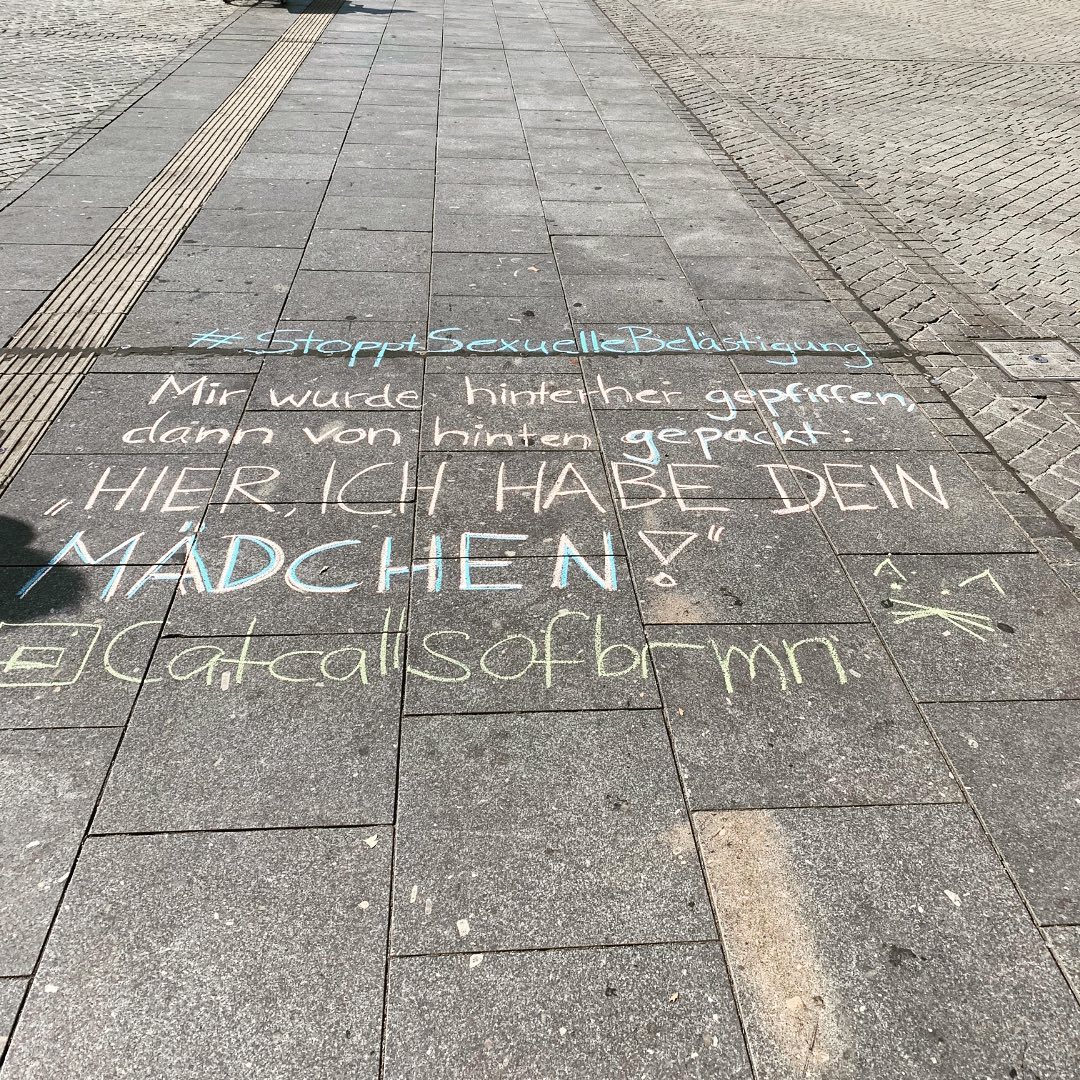 #StopptSexuelleBelästigung
Mir wurde hinterher gepfiffen,
dann von hinten gepackt:
„HIER, ICH HABE DEIN
MÄDCHEN!“
Catcallsofbrmn